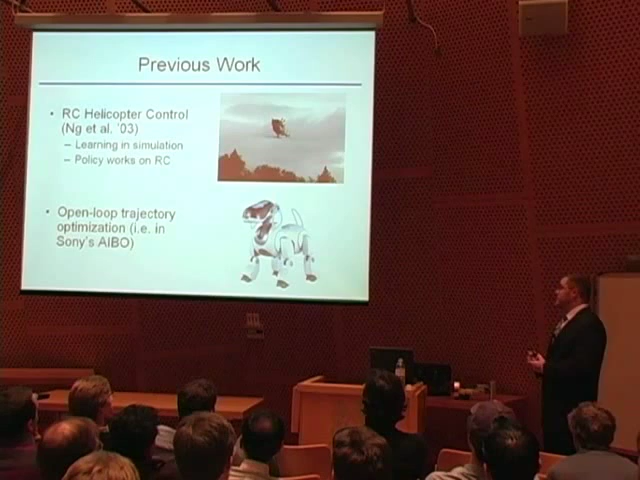 Previous Work
• RC Helicopter Control
(Ng et al. '03)
– Learning in simulation
– Policy works on RC
• Open-loop trajectory
optimization (i.e. in
Sony's AIBO)